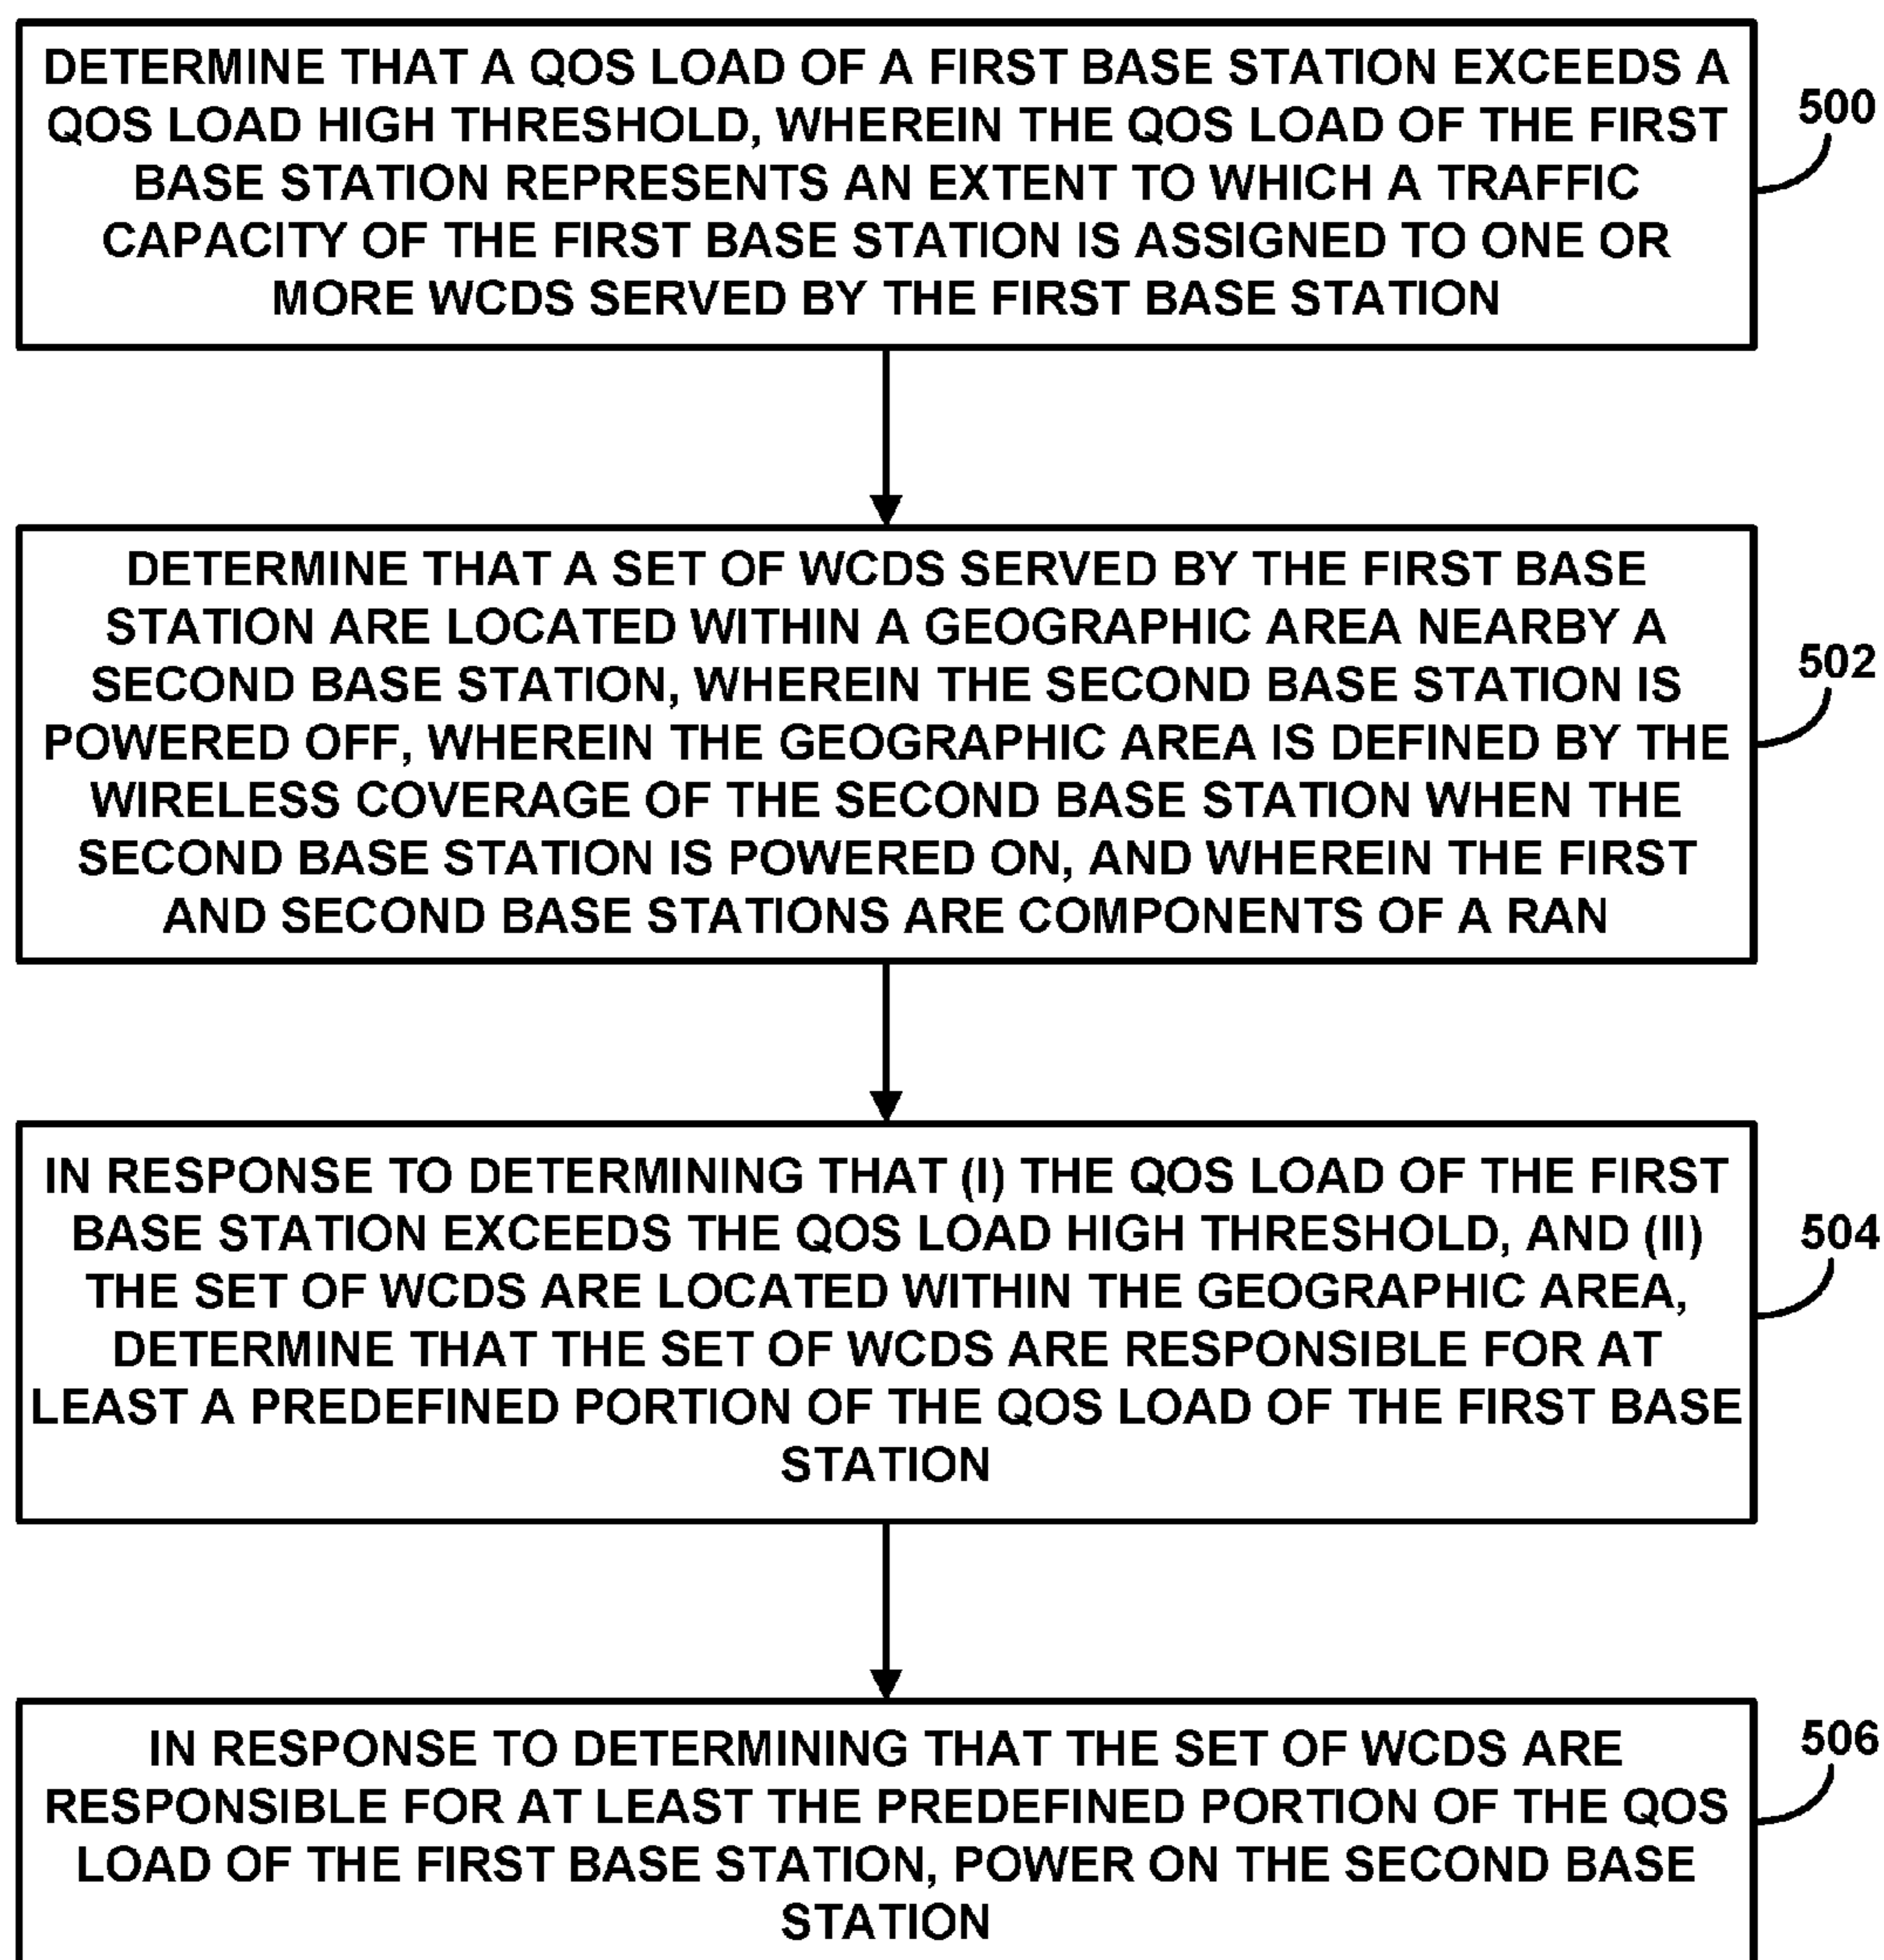 DETERMINE THAT A QOS LOAD OF A FIRST BASE STATION EXCEEDS A
QOS LOAD HIGH THRESHOLD, WHEREIN THE QOS LOAD OF THE FIRST
BASE STATION REPRESENTS AN EXTENT TO WHICH A TRAFFIC
CAPACITY OF THE FIRST BASE STATION IS ASSIGNED TO ONE OR
MORE WCDS SERVED BY THE FIRST BASE STATION
500
DETERMINE THAT A SET OF WCDS SERVED BY THE FIRST BASE
STATION ARE LOCATED WITHIN A GEOGRAPHIC AREA NEARBY A
SECOND BASE STATION, WHEREIN THE SECOND BASE STATION IS
POWERED OFF, WHEREIN THE GEOGRAPHIC AREA IS DEFINED BY THE
WIRELESS COVERAGE OF THE SECOND BASE STATION WHEN THE
SECOND BASE STATION IS POWERED ON, AND WHEREIN THE FIRST
AND SECOND BASE STATIONS ARE COMPONENTS OF A RAN
502
IN RESPONSE TO DETERMINING THAT (I) THE QOS LOAD OF THE FIRST
BASE STATION EXCEEDS THE QOS LOAD HIGH THRESHOLD, AND (II)
THE SET OF WCDS ARE LOCATED WITHIN THE GEOGRAPHIC AREA,
DETERMINE THAT THE SET OF WCDS ARE RESPONSIBLE FOR AT
LEAST A PREDEFINED PORTION OF THE QOS LOAD OF THE FIRST BASE
STATION
504
IN RESPONSE TO DETERMINING THAT THE SET OF WCDS ARE
RESPONSIBLE FOR AT LEAST THE PREDEFINED PORTION OF THE QOS
LOAD OF THE FIRST BASE STATION, POWER ON THE SECOND BASE
STATION
506